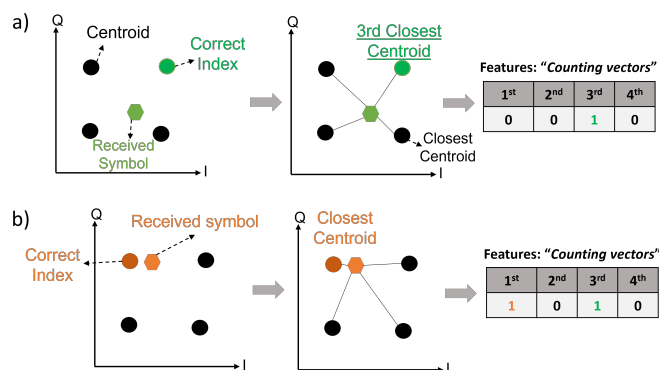 a)
Q
Centroid
Correct
Index
Received
Symbol
I
Q
3rd Closest
Centroid
Closest
Centroid
I
Features: “Counting vectors”
1st 2nd 3rd 4th
0 0 1 0
b)
Q
Received symbol
Correct
Index
I
Q
Closest
Centroid
I
Features: “Counting vectors”
1st 2nd 3rd 4th
1 0 1 0